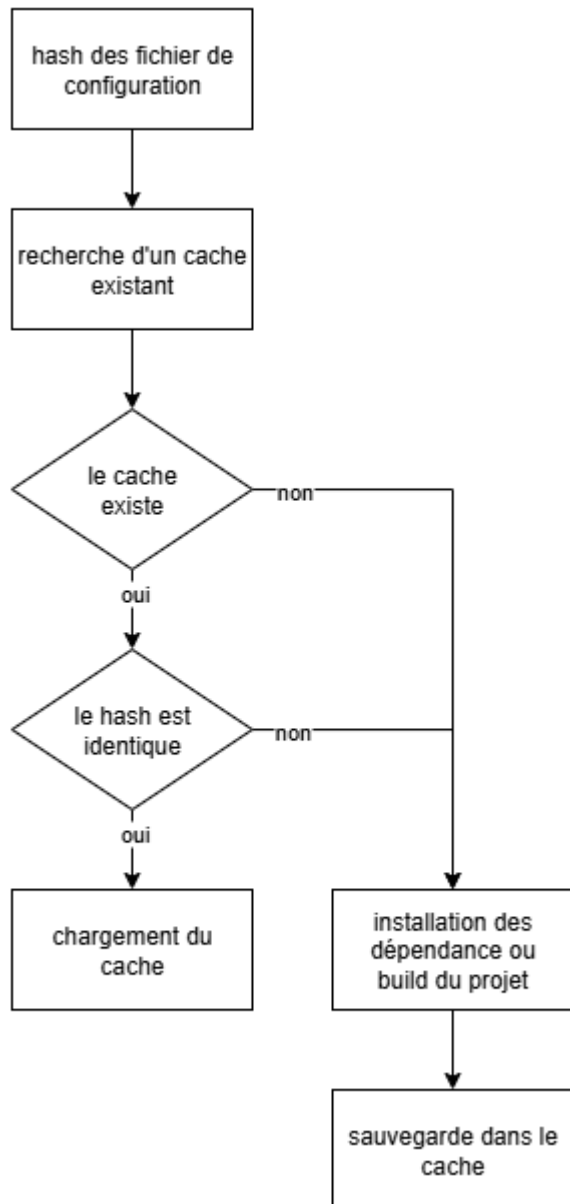 hash des fichier de
configuration
recherche d'un cache
existant
le cache
existe
non
oui
le hash est
identique
non
oui
chargement du
cache
installation des
dépendance ou
build du projet
sauvegarde dans le
cache